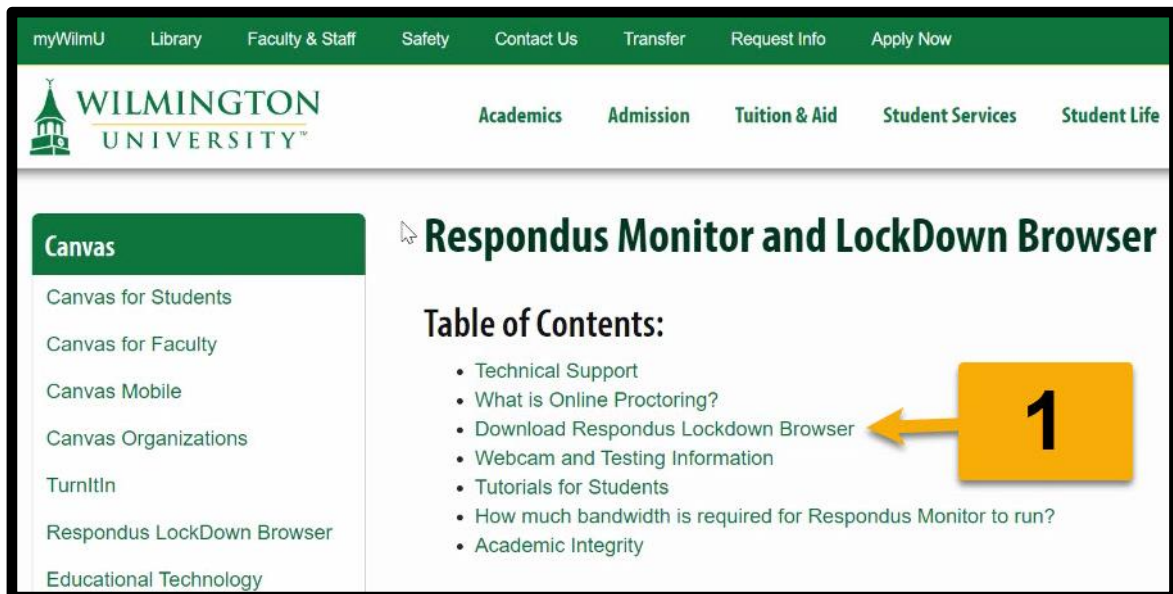 myWilmU Library Faculty & Staff Safety Contact Us Transfer Request Info Apply Now
WILMINGTON
UNIVERSITY™
Academics Admission Tuition & Aid Student Services Student Life
Canvas
Canvas for Students
Canvas for Faculty
Canvas Mobile
Canvas Organizations
TurnItIn
Respondus LockDown Browser
Educational Technology
Respondus Monitor and LockDown Browser
Table of Contents:
• Technical Support
• What is Online Proctoring?
• Download Respondus Lockdown Browser
• Webcam and Testing Information
• Tutorials for Students
• How much bandwidth is required for Respondus Monitor to run?
• Academic Integrity
1